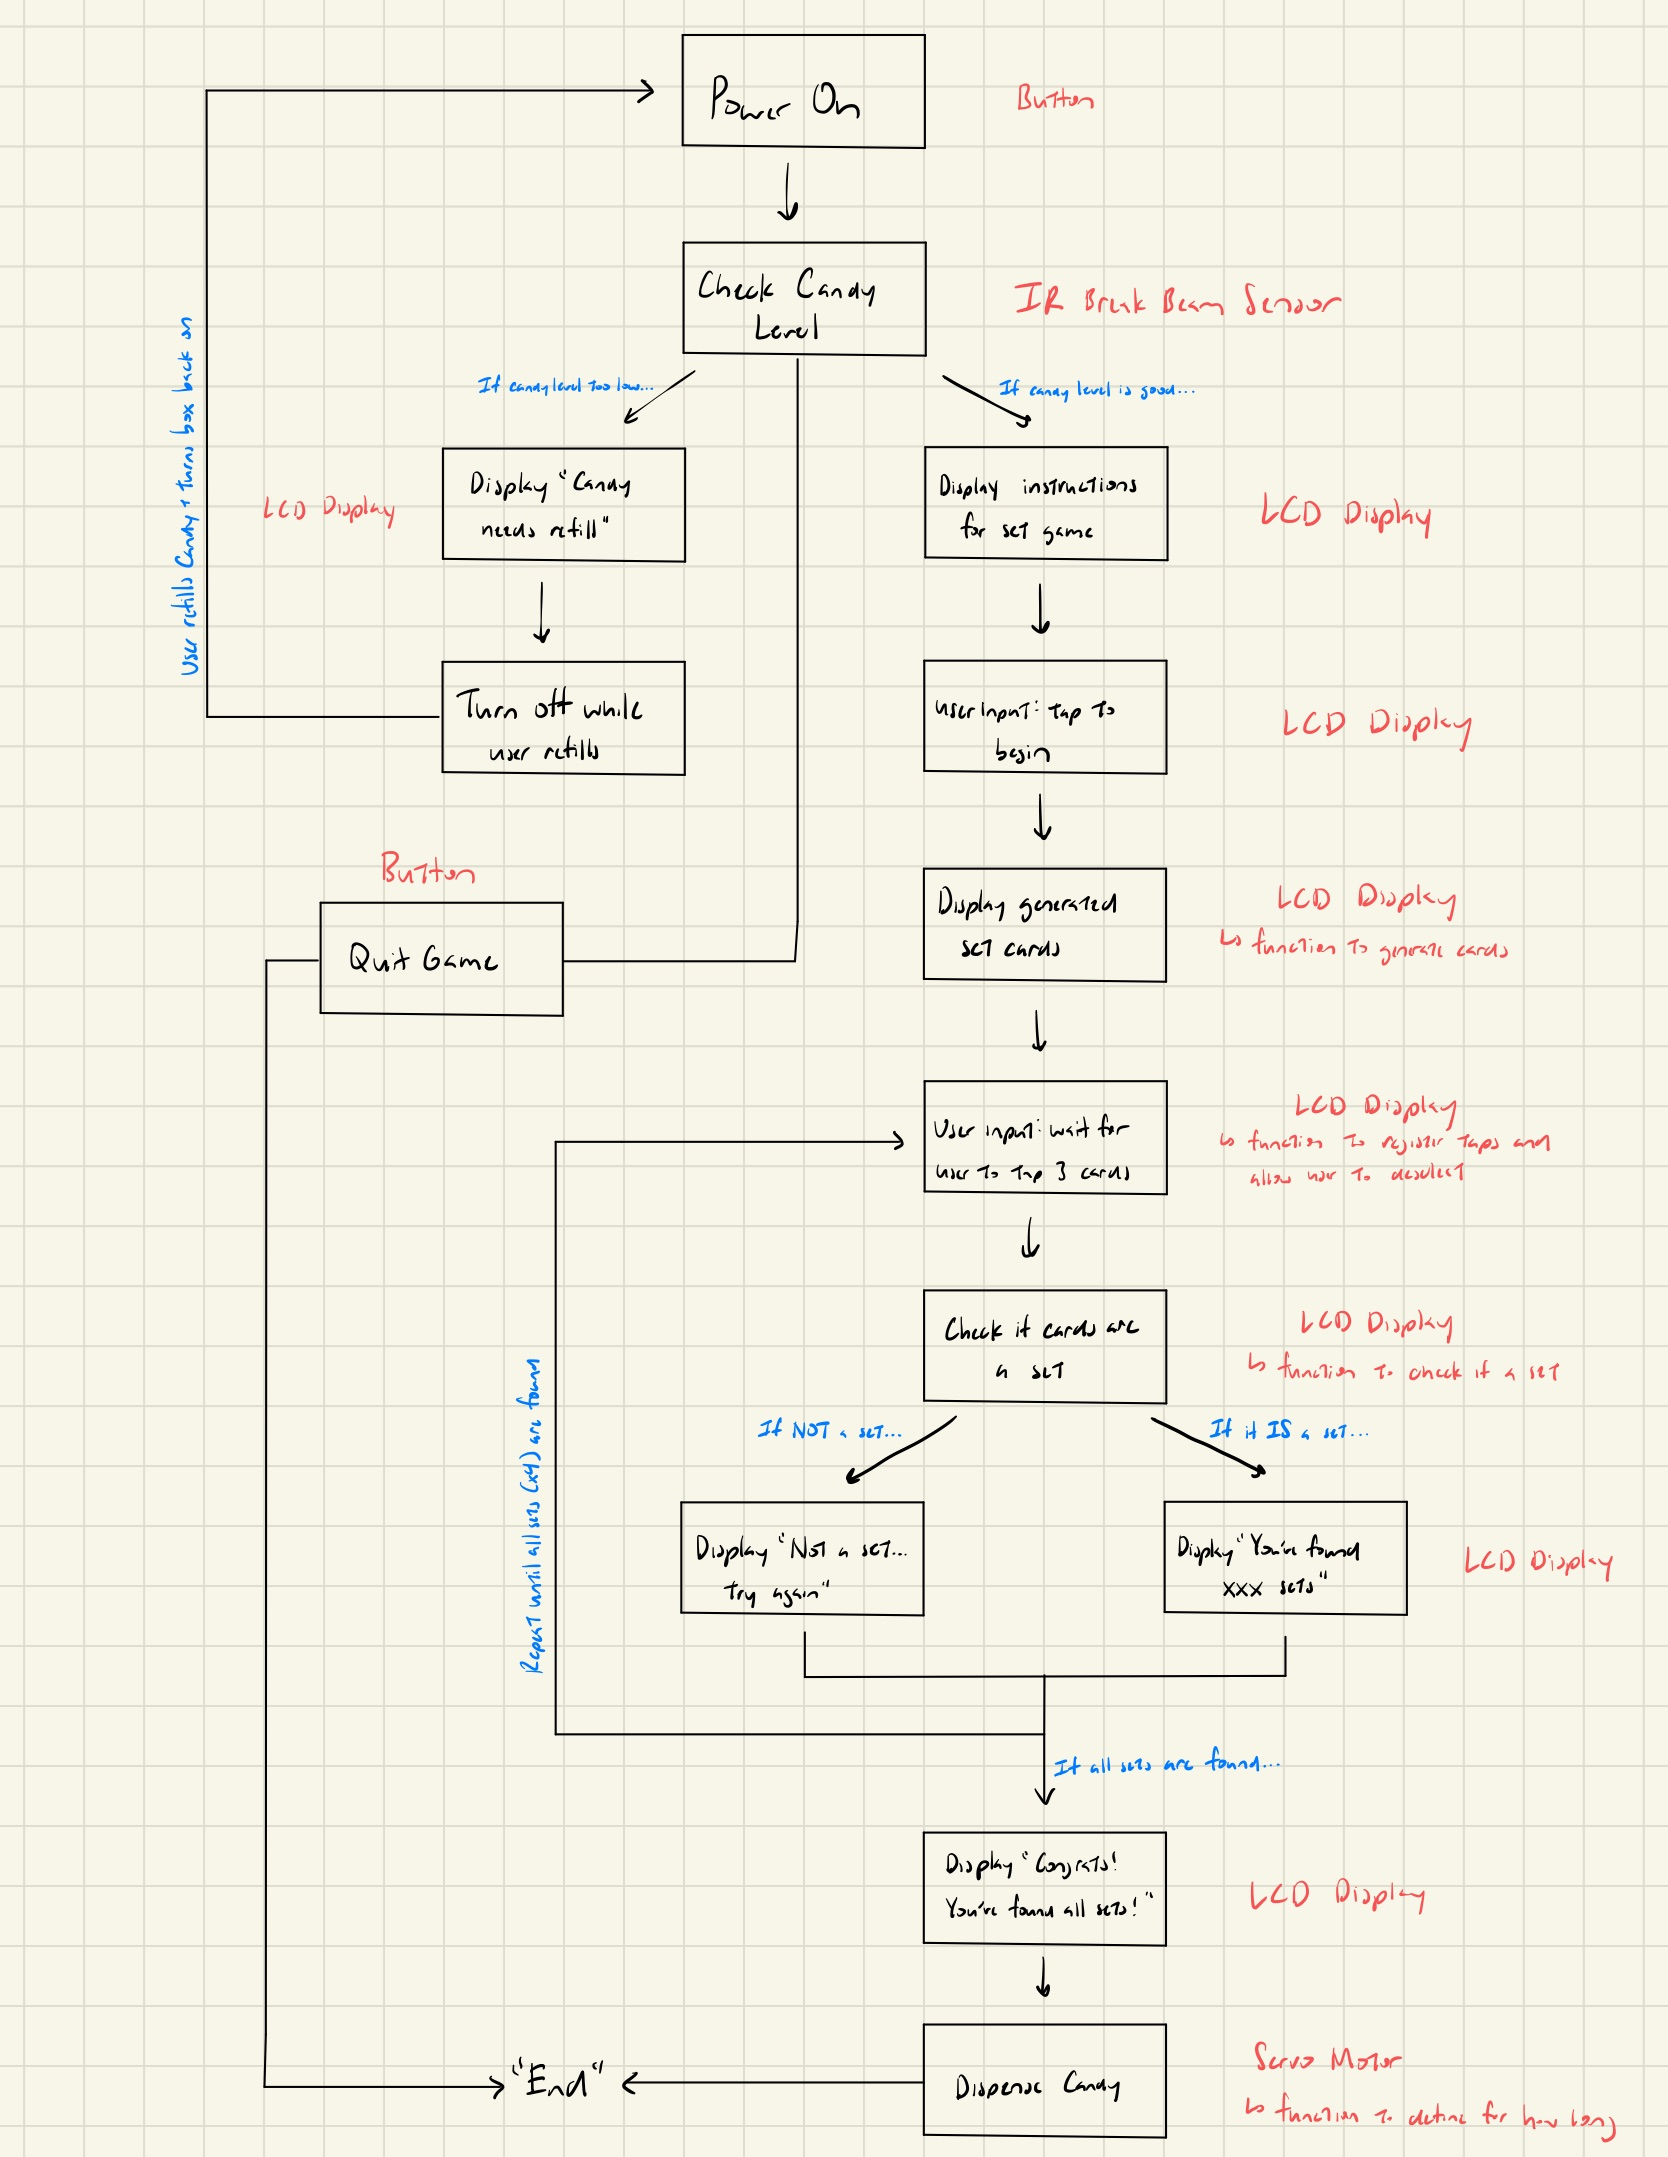 Power On
Button
Check Candy
Level
IR Break Beam Sensor
If candy level too low...
If candy level is good...
Display "Candy
needs refill"
LCD Display
Display instructions
for set game
LCD Display
User refills Candy + turns box back on
Turn off while
user refills
User input: tap to
begin
LCD Display
Button
Quit Game
Display generated
set cards
LCD Display
↳ function to generate cards
User input: wait for
user to tap 3 cards
LCD Display
↳ function to register taps and
allow user to deselect
Check if cards are
a set
LCD Display
↳ function to check if a set
If NOT a set...
If it IS a set...
Repeat until all sets (x4) are found
Display "Not a set...
try again"
Display "You've found
xxx sets"
LCD Display
If all sets are found...
Display "Congrats!
You've found all sets!"
LCD Display
"End"
Dispense Candy
Servo Motor
↳ function to define for how long